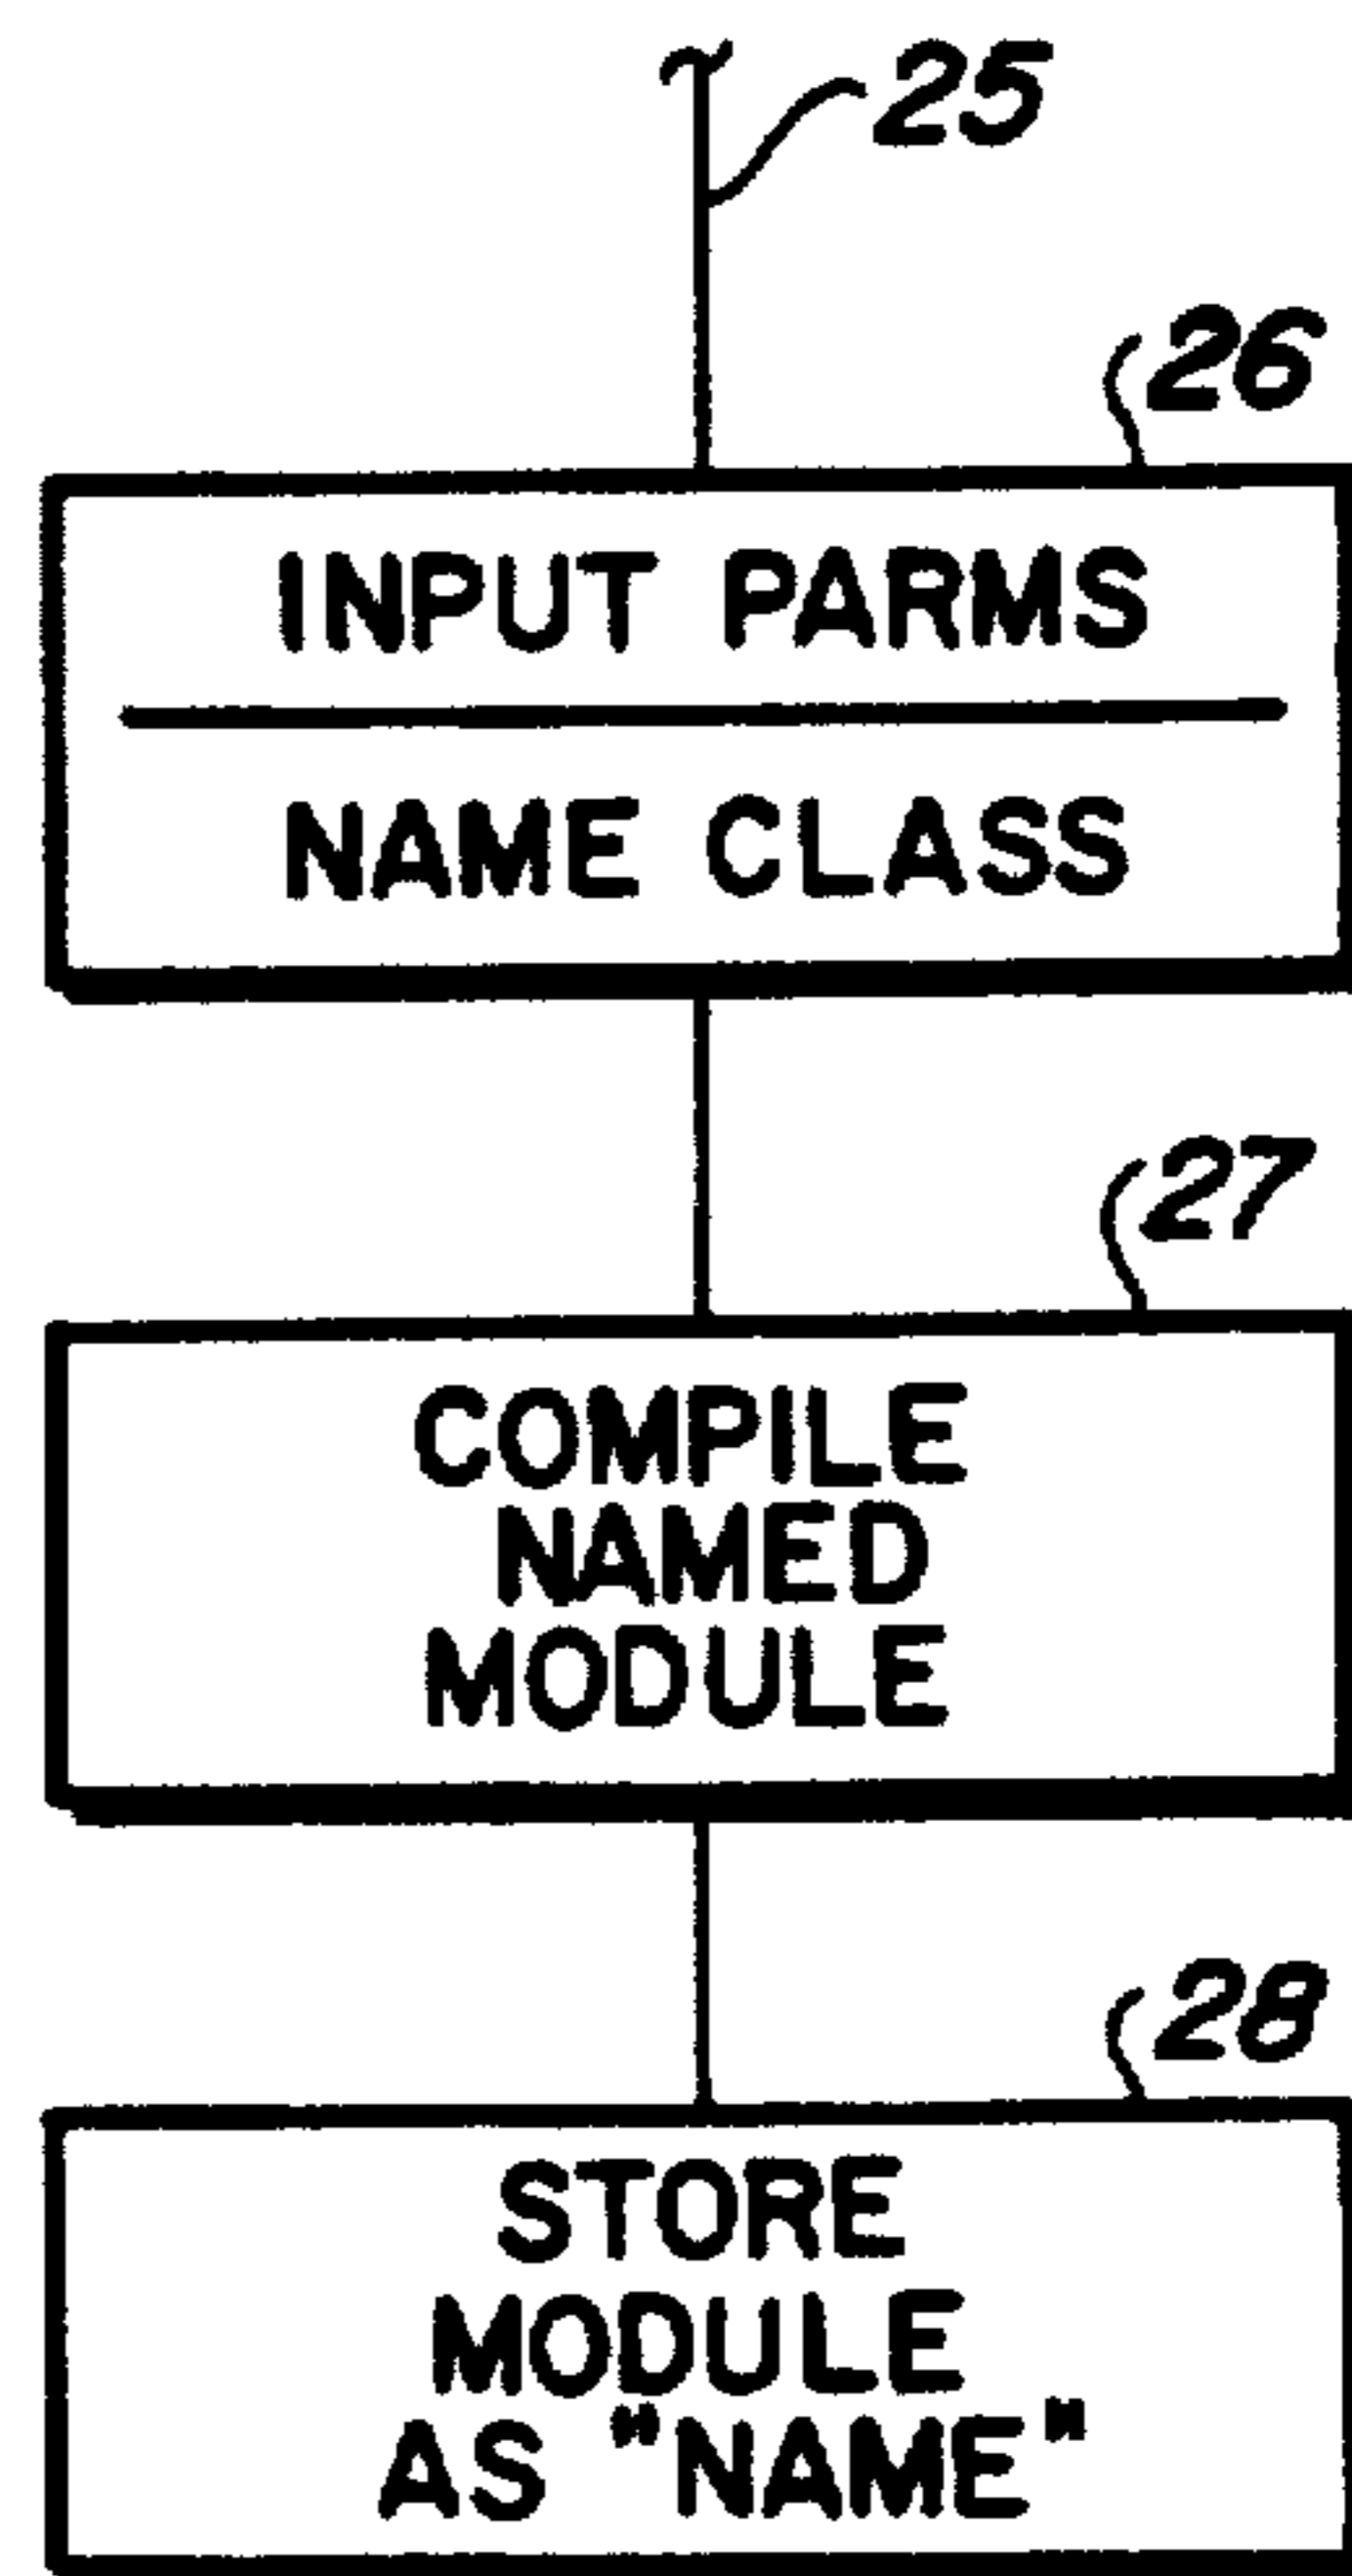 25
26
INPUT PARMS
NAME CLASS
27
COMPILE
NAMED
MODULE
28
STORE
MODULE
AS "NAME"